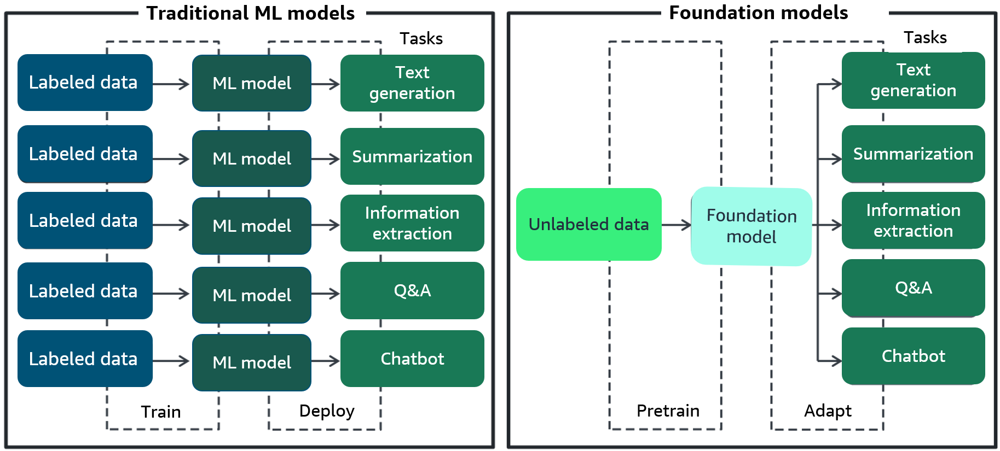 Traditional ML models
Tasks
Labeled data
ML model
Text
generation
Labeled data
ML model
Summarization
Labeled data
ML model
Information
extraction
Labeled data
ML model
Q&A
Labeled data
ML model
Chatbot
Train
Deploy
Foundation models
Tasks
Unlabeled data
Foundation
model
Text
generation
Summarization
Information
extraction
Q&A
Chatbot
Pretrain
Adapt